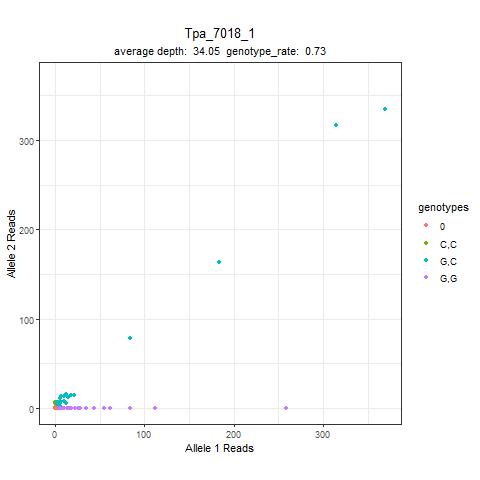 Tpa_7018_1
average depth:  34.05  genotype_rate:  0.73
Allele 2 Reads
300
200
100
0
0
100
200
300
Allele 1 Reads
genotypes
0
C,C
G,C
G,G